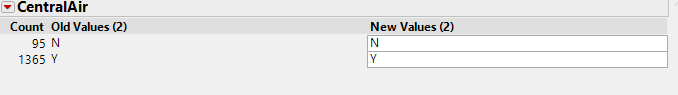 CentralAir
Count Old Values (2) New Values (2)
95 N N
1365 Y Y